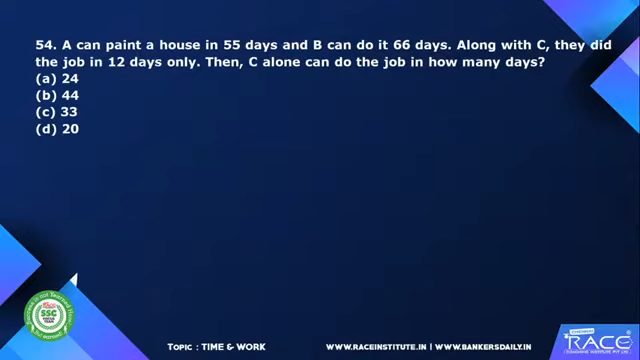 54. A can paint a house in 55 days and B can do it 66 days. Along with C, they did
the job in 12 days only. Then, C alone can do the job in how many days?
(a) 24
(b) 44
(c) 33
(d) 20
SSC
TOPIC : TIME & WORK
WWW.RACEINSTITUTE.IN | WWW.BANKERSDAILY.IN
RACE